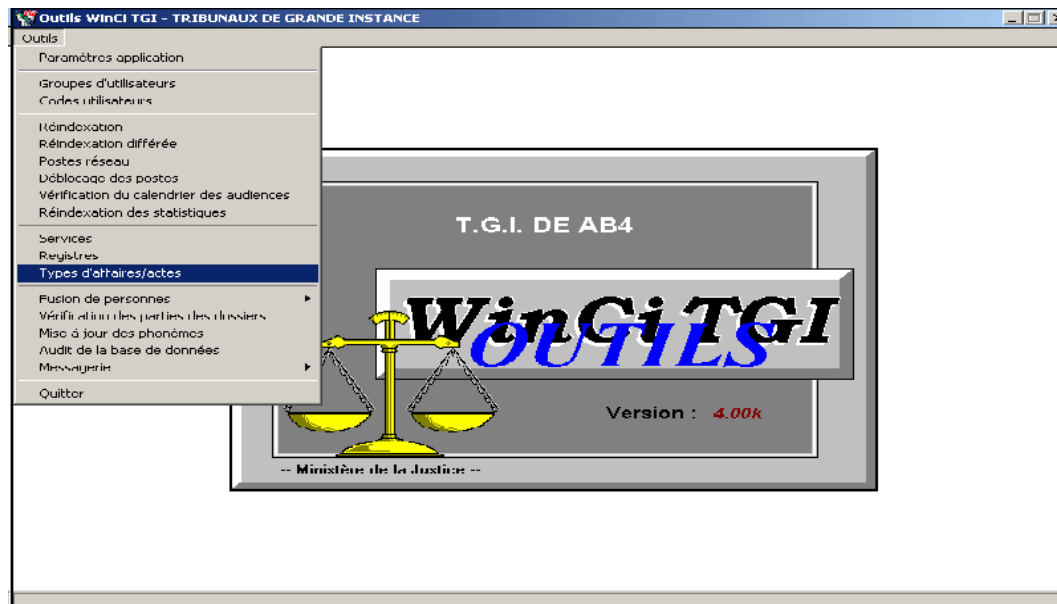 Outils WinCi TGI - TRIBUNAUX DE GRANDE INSTANCE
Outils
Paramètres application
Groupes d'utilisateurs
Codes utilisateurs
Réindexation
Réindexation différée
Postes réseau
Déblocage des postes
Vérification du calendrier des audiences
Réindexation des statistiques
Services
Registres
Types d'affaires/actes
Fusion de personnes
Vérification des parties des dossiers
Mise à jour des phonèmes
Audit de la base de données
Messagerie
Quitter
T.G.I. DE AB4
WinCi TGI
OUTILS
Version : 4.00k
-- Ministère de la Justice --